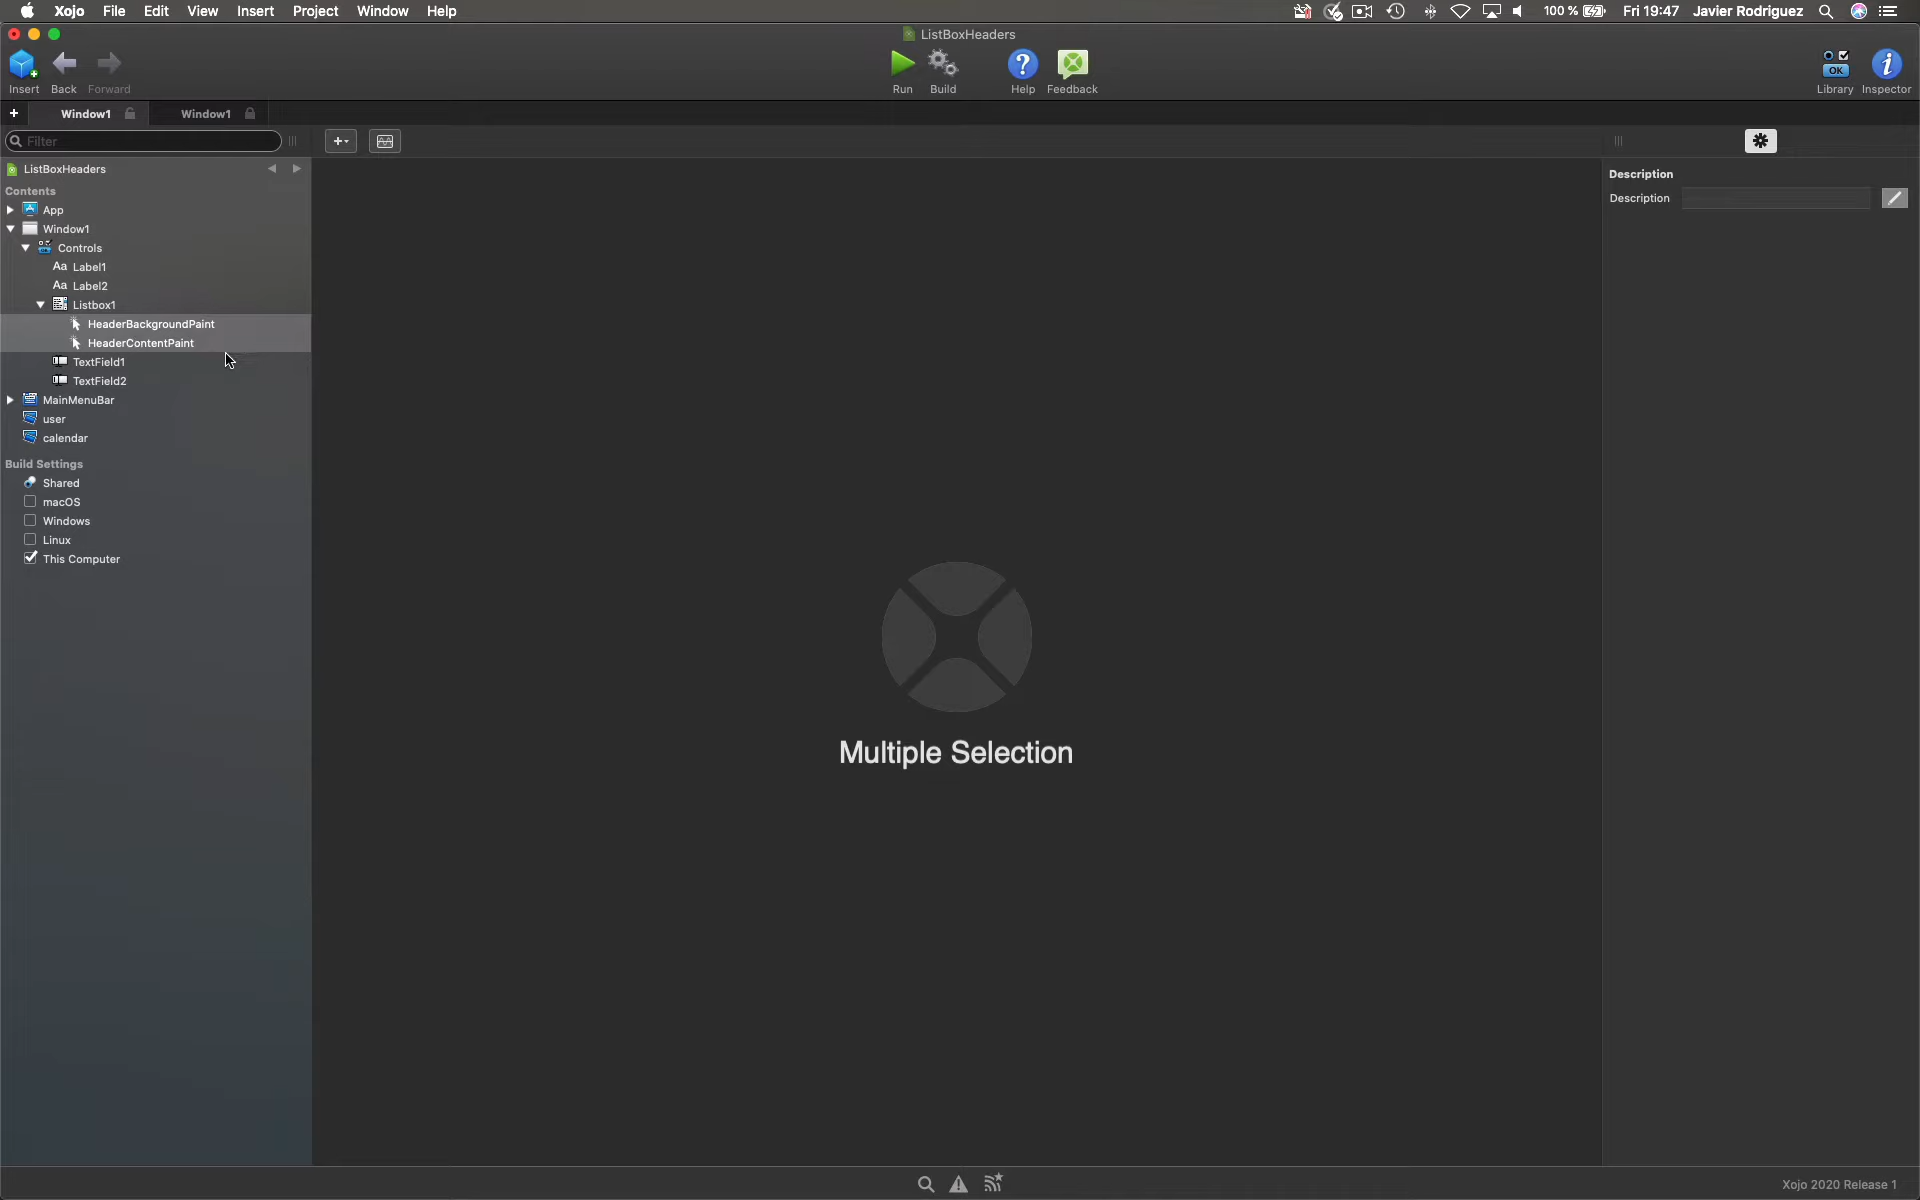 Xojo File Edit View Insert Project Window Help
100 % Fri 19:47 Javier Rodriguez
ListBoxHeaders
Insert Back Forward
Run Build Help Feedback
OK
Library Inspector
+ Window1 Window1
Filter
ListBoxHeaders
Contents
App
Window1
Controls
Aa Label1
Aa Label2
Listbox1
HeaderBackgroundPaint
HeaderContentPaint
TextField1
TextField2
MainMenuBar
user
calendar
Build Settings
Shared
macOS
Windows
Linux
This Computer
Multiple Selection
Description
Description
Xojo 2020 Release 1